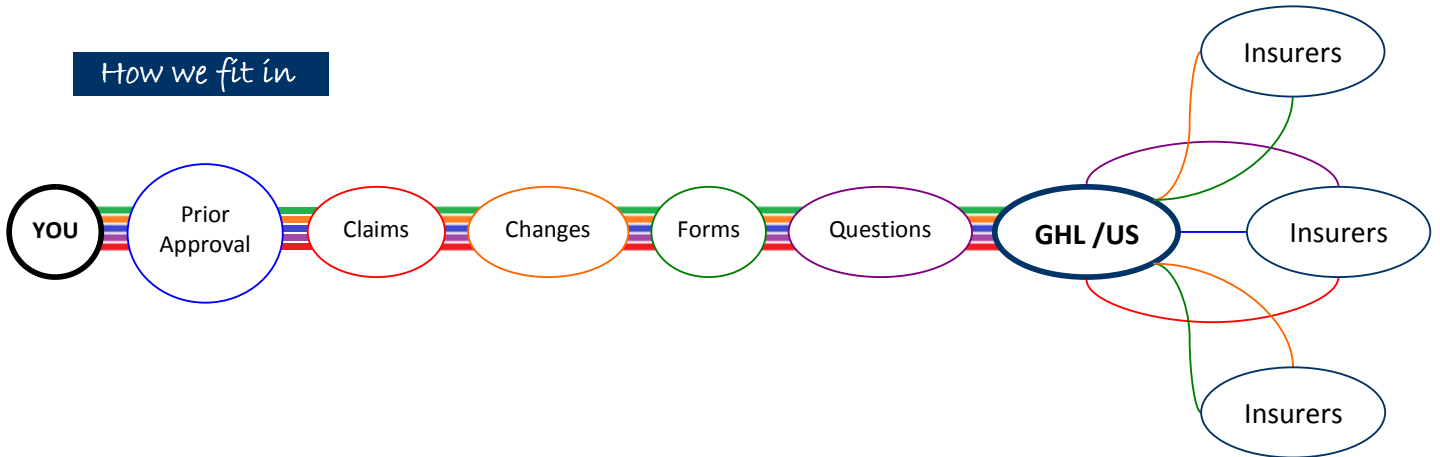 How we fit in
YOU
Prior
Approval
Claims
Changes
Forms
Questions
GHL /US
Insurers
Insurers
Insurers